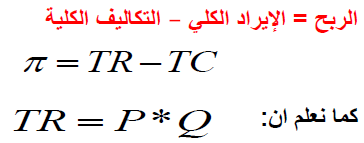 الربح = الإيراد الكلي – التكاليف الكلية
π = TR − TC
كما نعلم ان: TR = P * Q